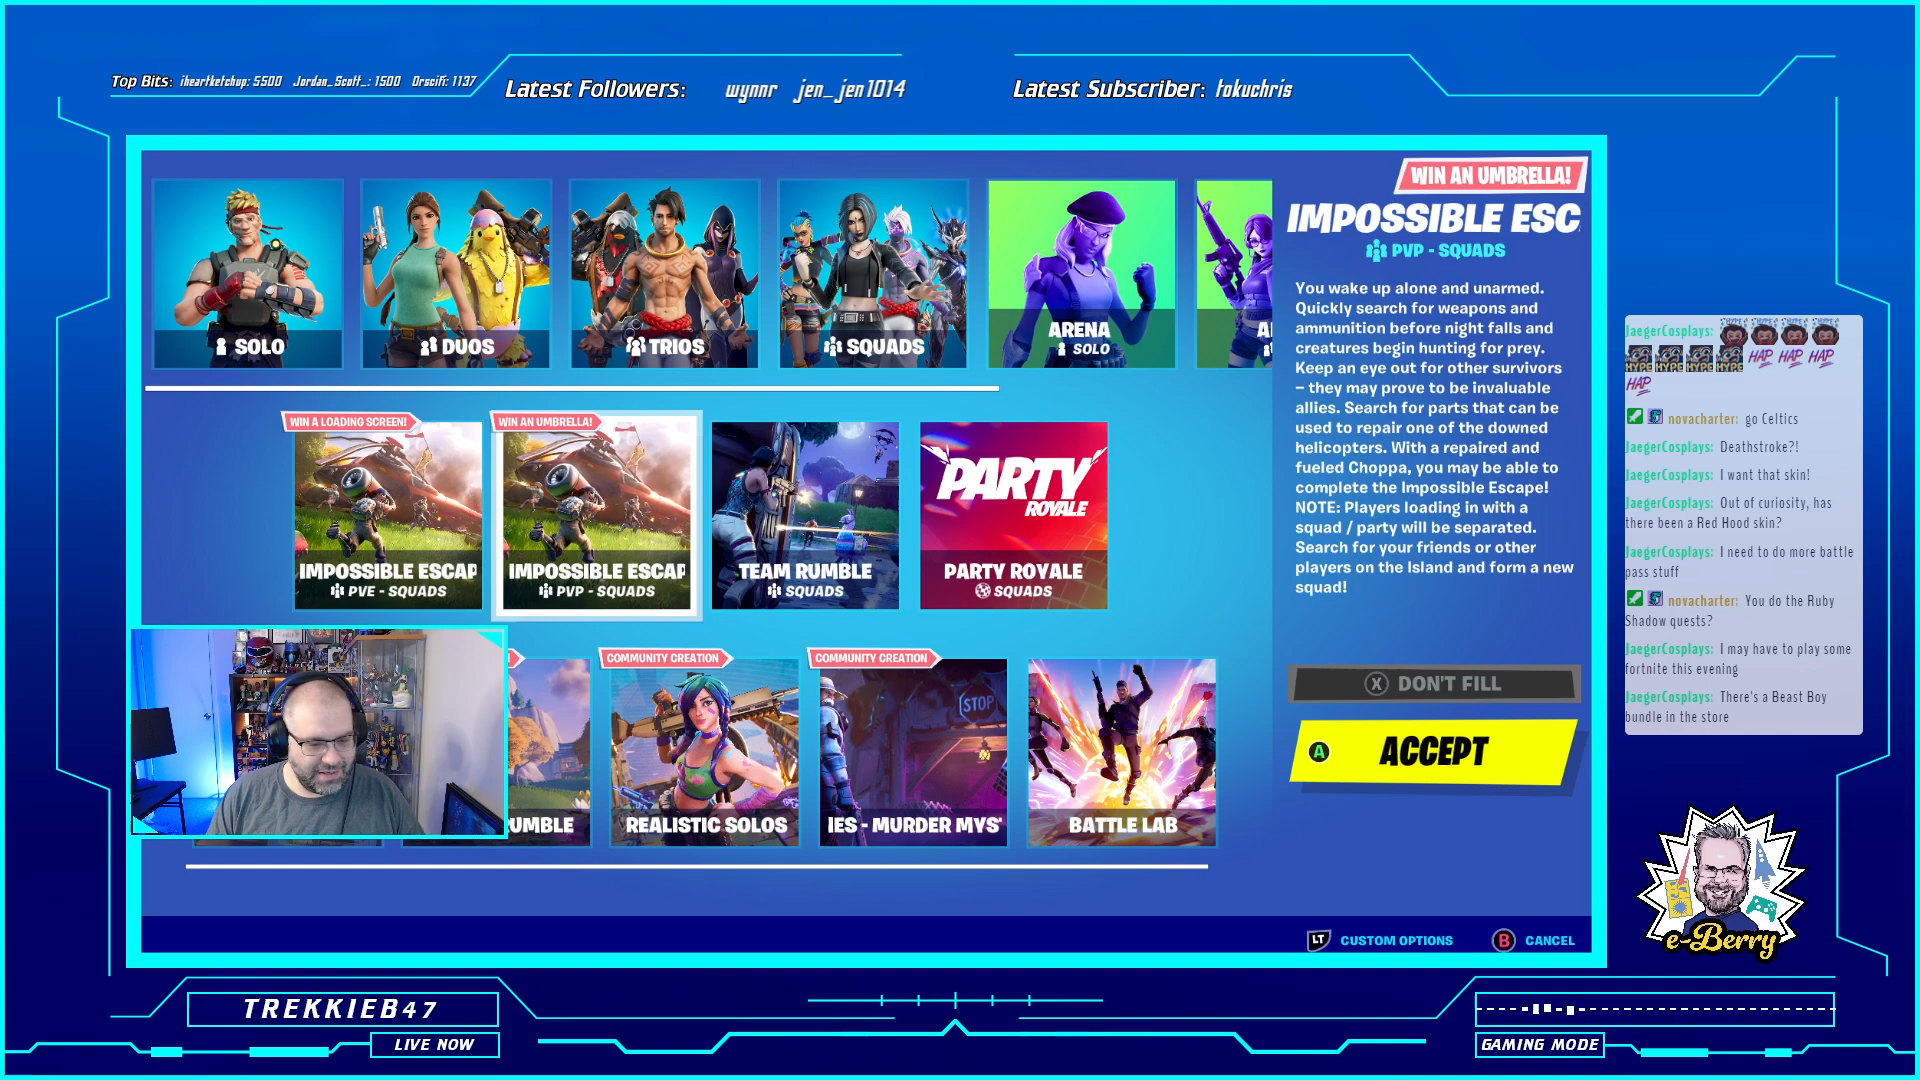 Top Bits: iheartketchup: 5500 Jordan_Scott_: 1500 Orscifi: 1137
Latest Followers: wynnr jen_jen1014
Latest Subscriber: tokuchris
SOLO
DUOS
TRIOS
SQUADS
ARENA
SOLO
WIN AN UMBRELLA!
IMPOSSIBLE ESC
PVP - SQUADS
You wake up alone and unarmed.
Quickly search for weapons and
ammunition before night falls and
creatures begin hunting for prey.
Keep an eye out for other survivors
– they may prove to be invaluable
allies. Search for parts that can be
used to repair one of the downed
helicopters. With a repaired and
fueled Choppa, you may be able to
complete the Impossible Escape!
NOTE: Players loading in with a
squad / party will be separated.
Search for your friends or other
players on the Island and form a new
squad!
WIN A LOADING SCREEN!
IMPOSSIBLE ESCAP
PVE - SQUADS
WIN AN UMBRELLA!
IMPOSSIBLE ESCAP
PVP - SQUADS
TEAM RUMBLE
SQUADS
PARTY
ROYALE
PARTY ROYALE
SQUADS
UMBLE
COMMUNITY CREATION
REALISTIC SOLOS
COMMUNITY CREATION
STOP
IES - MURDER MYS
BATTLE LAB
X DON'T FILL
A ACCEPT
LT CUSTOM OPTIONS
B CANCEL
JaegerCosplays: HYPE HYPE HYPE HYPE
HYPE HYPE HYPE HYPE HAP HAP HAP
HAP
novacharter: go Celtics
JaegerCosplays: Deathstroke?!
JaegerCosplays: I want that skin!
JaegerCosplays: Out of curiosity, has
there been a Red Hood skin?
JaegerCosplays: I need to do more battle
pass stuff
novacharter: You do the Ruby
Shadow quests?
JaegerCosplays: I may have to play some
fortnite this evening
JaegerCosplays: There's a Beast Boy
bundle in the store
e-Berry
TREKKIEB47
LIVE NOW
GAMING MODE